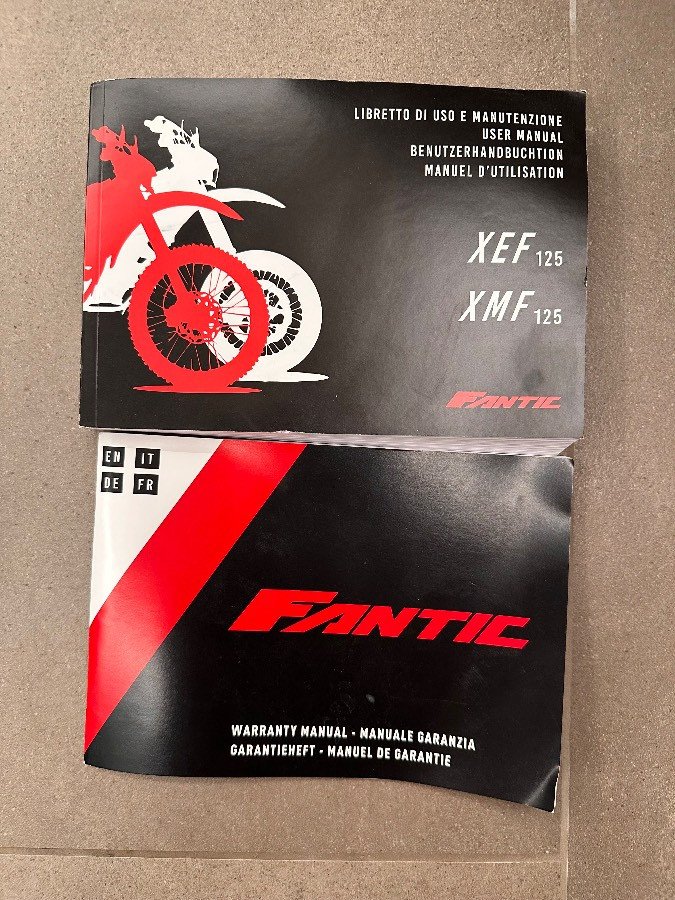 LIBRETTO DI USO E MANUTENZIONE
USER MANUAL
BENUTZERHANDBUCHTION
MANUEL D'UTILISATION
XEF 125
XMF 125
FANTIC
EN IT
DE FR
FANTIC
WARRANTY MANUAL - MANUALE GARANZIA
GARANTIEHEFT - MANUEL DE GARANTIE